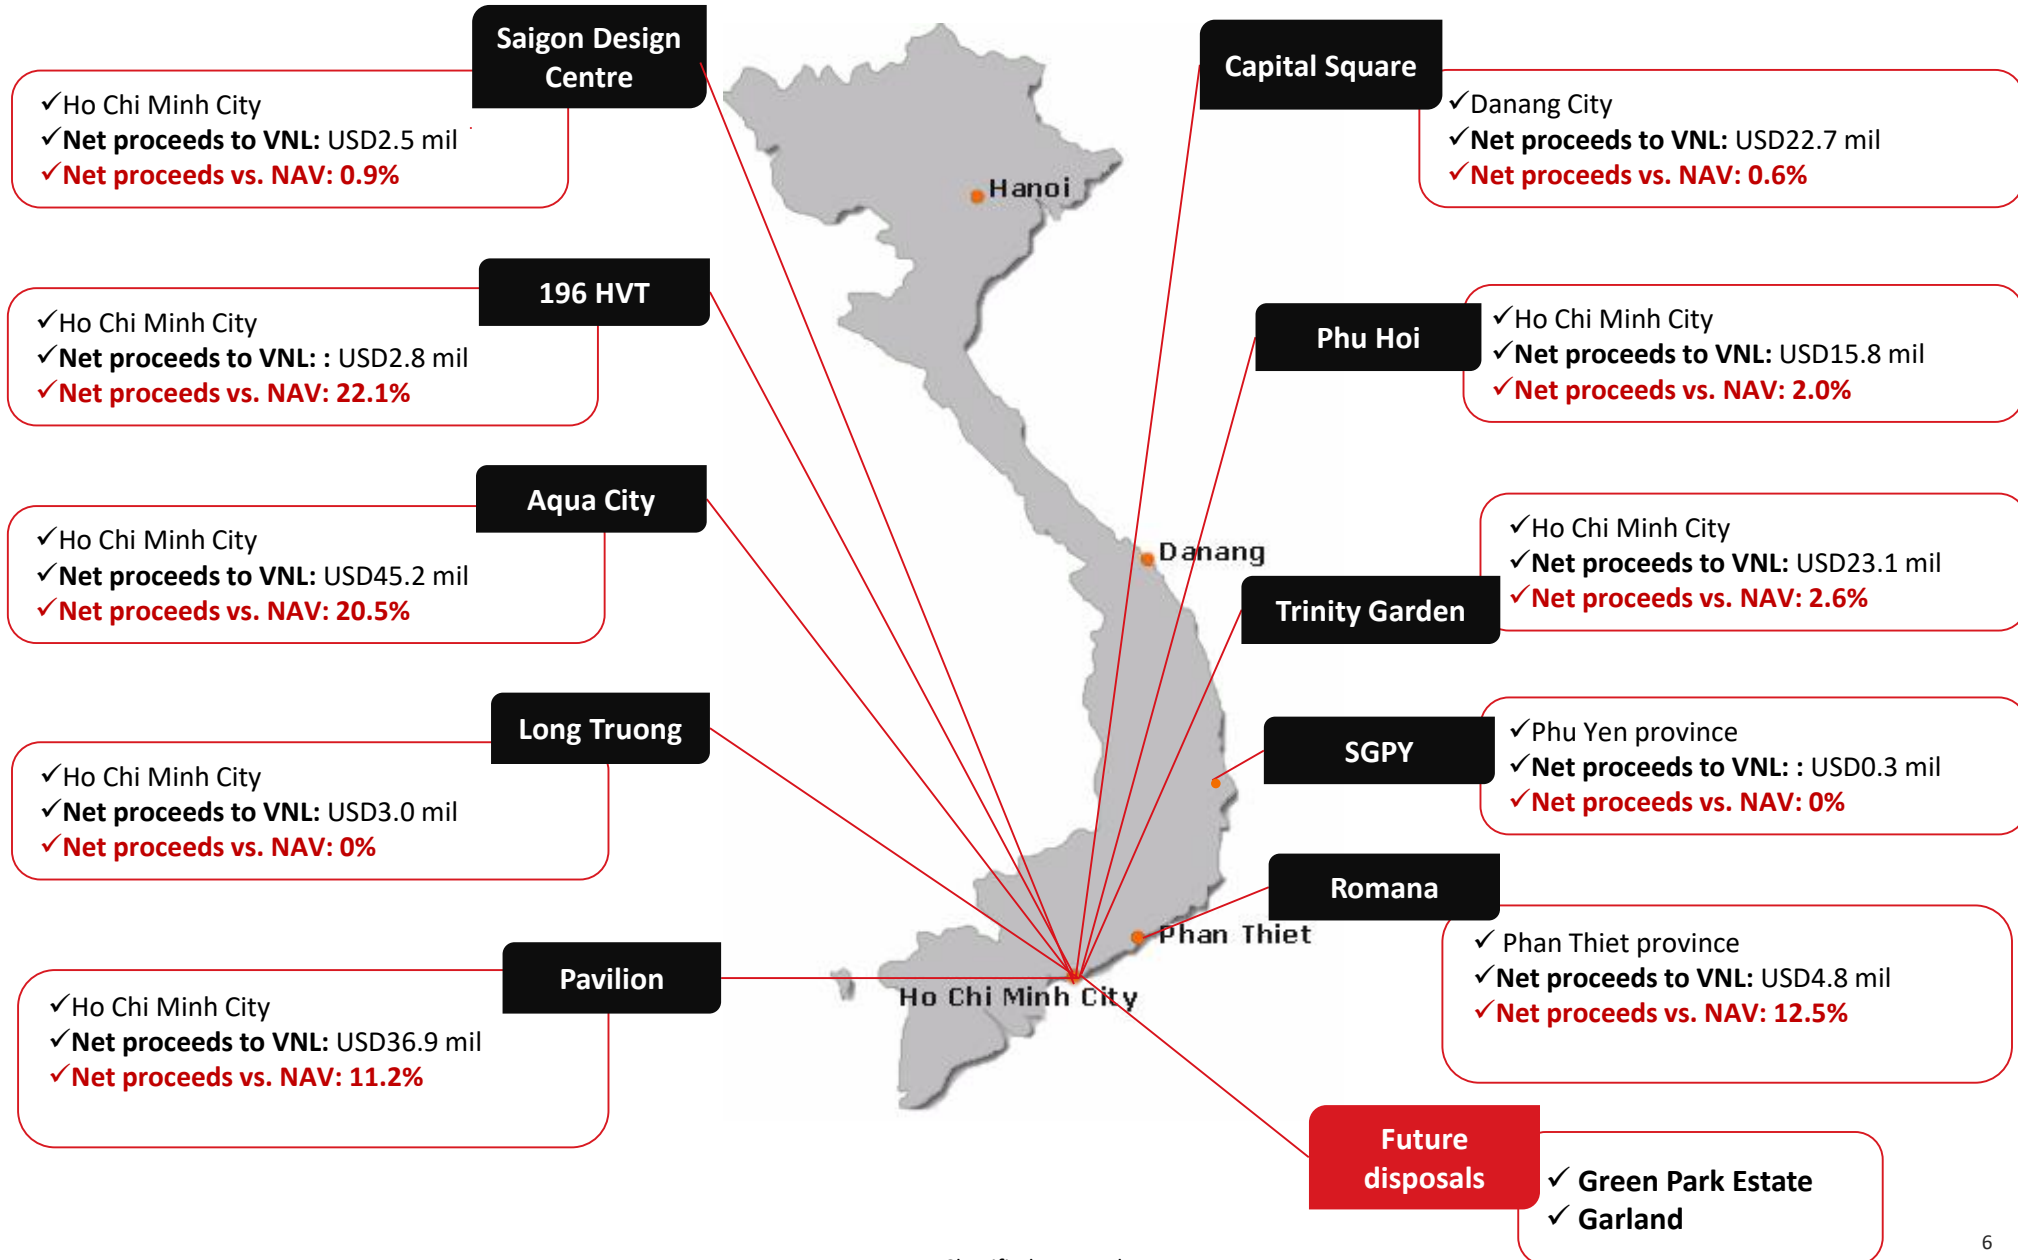 Saigon Design
Centre
✓Ho Chi Minh City
✓Net proceeds to VNL: USD2.5 mil
✓Net proceeds vs. NAV: 0.9%
196 HVT
✓Ho Chi Minh City
✓Net proceeds to VNL: : USD2.8 mil
✓Net proceeds vs. NAV: 22.1%
Aqua City
✓Ho Chi Minh City
✓Net proceeds to VNL: USD45.2 mil
✓Net proceeds vs. NAV: 20.5%
Long Truong
✓Ho Chi Minh City
✓Net proceeds to VNL: USD3.0 mil
✓Net proceeds vs. NAV: 0%
Pavilion
✓Ho Chi Minh City
✓Net proceeds to VNL: USD36.9 mil
✓Net proceeds vs. NAV: 11.2%
Hanoi
Danang
Phan Thiet
Ho Chi Minh City
Capital Square
✓Danang City
✓Net proceeds to VNL: USD22.7 mil
✓Net proceeds vs. NAV: 0.6%
Phu Hoi
✓Ho Chi Minh City
✓Net proceeds to VNL: USD15.8 mil
✓Net proceeds vs. NAV: 2.0%
Trinity Garden
✓Ho Chi Minh City
✓Net proceeds to VNL: USD23.1 mil
✓Net proceeds vs. NAV: 2.6%
SGPY
✓Phu Yen province
✓Net proceeds to VNL: : USD0.3 mil
✓Net proceeds vs. NAV: 0%
Romana
✓ Phan Thiet province
✓Net proceeds to VNL: USD4.8 mil
✓Net proceeds vs. NAV: 12.5%
Future
disposals
✓ Green Park Estate
✓ Garland
6